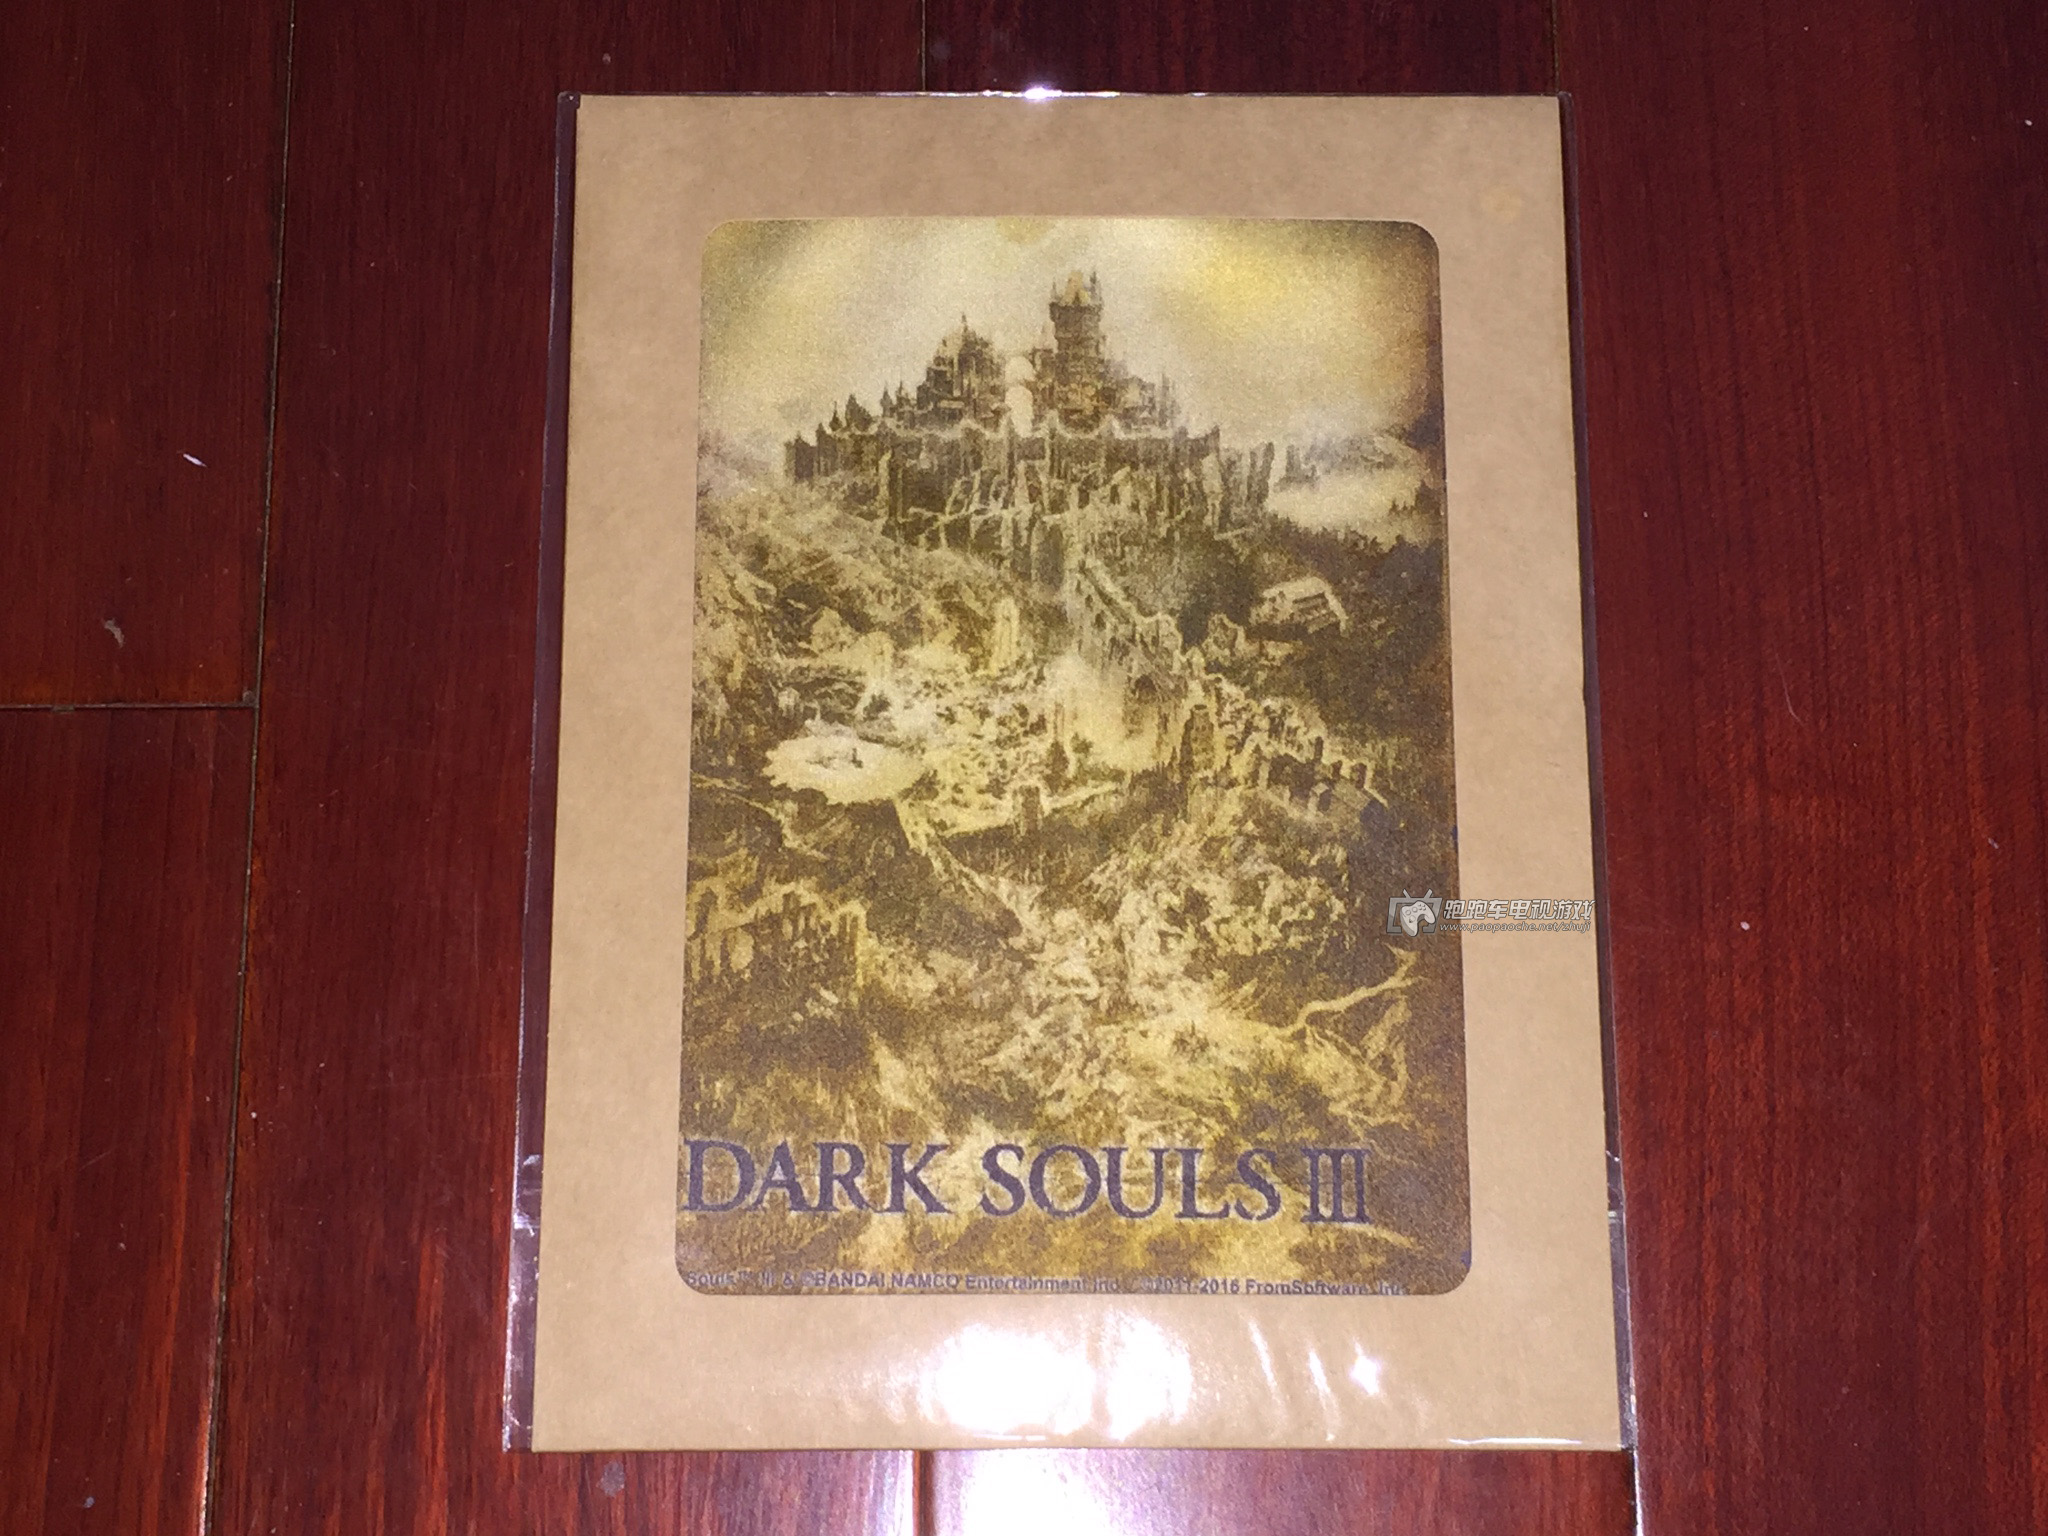 跑跑车电视游戏
www.paopaoche.net/zhuji
DARK SOULS III
Souls™ III & ©BANDAI NAMCO Entertainment Inc. / ©2011-2016 FromSoftware, Inc.